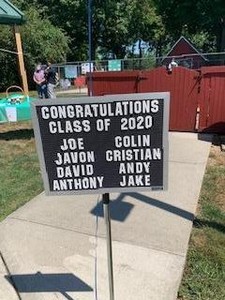 CONGRATULATIONS
CLASS OF 2020
JOE COLIN
JAVON CRISTIAN
DAVID ANDY
ANTHONY JAKE